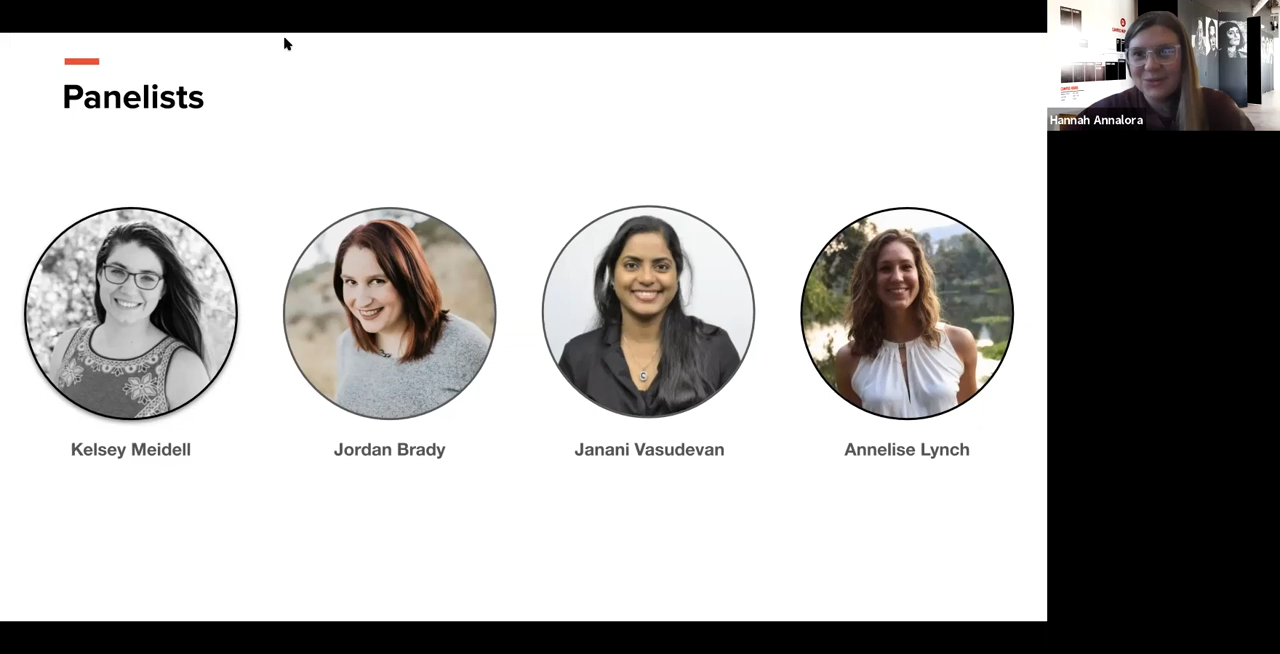 Panelists
Kelsey Meidell
Jordan Brady
Janani Vasudevan
Annelise Lynch
Hannah Annalora